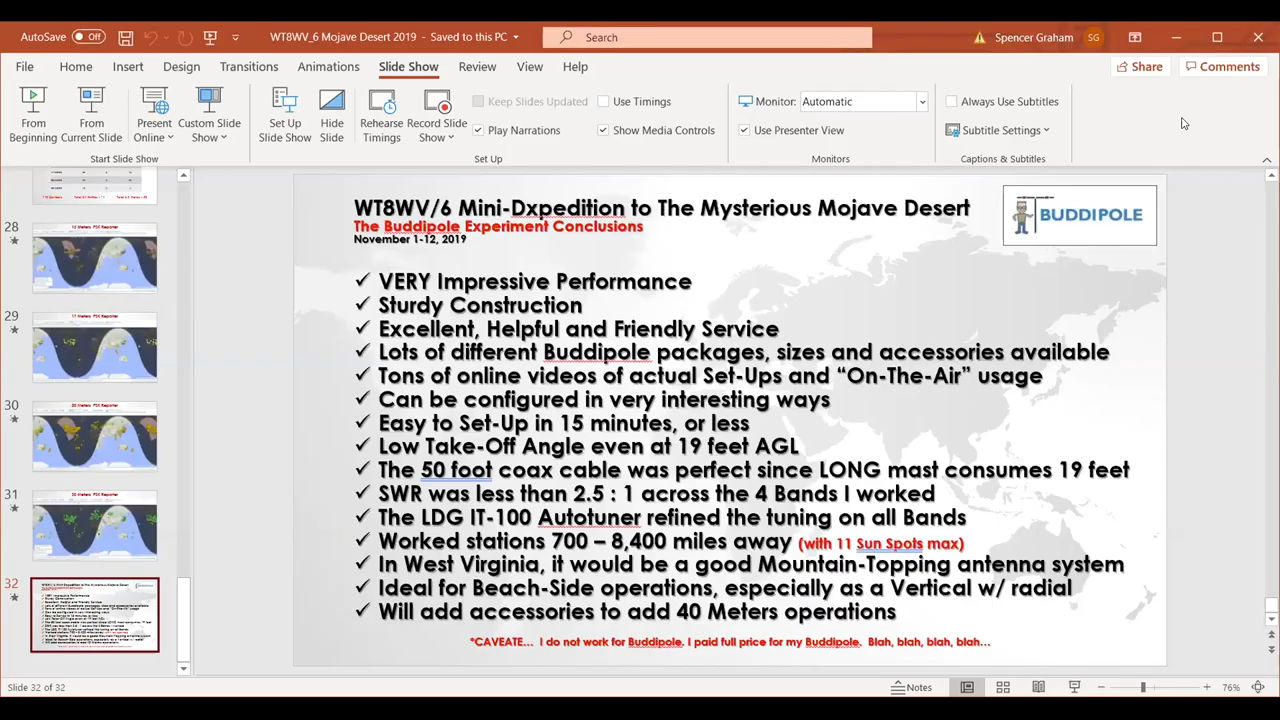 AutoSave Off
WT8WV_6 Mojave Desert 2019 - Saved to this PC
Search
Spencer Graham SG
File Home Insert Design Transitions Animations Slide Show Review View Help
Share Comments
From Beginning
From Current Slide
Present Online
Custom Slide Show
Set Up Slide Show
Hide Slide
Rehearse Timings
Record Slide Show
Keep Slides Updated
Use Timings
Play Narrations
Show Media Controls
Monitor: Automatic
Use Presenter View
Always Use Subtitles
Subtitle Settings
Start Slide Show
Set Up
Monitors
Captions & Subtitles
28
29
30
31
32
WT8WV/6 Mini-Dxpedition to The Mysterious Mojave Desert
The Buddipole Experiment Conclusions
November 1-12, 2019
BUDDIPOLE
✓ VERY Impressive Performance
✓ Sturdy Construction
✓ Excellent, Helpful and Friendly Service
✓ Lots of different Buddipole packages, sizes and accessories available
✓ Tons of online videos of actual Set-Ups and “On-The-Air” usage
✓ Can be configured in very interesting ways
✓ Easy to Set-Up in 15 minutes, or less
✓ Low Take-Off Angle even at 19 feet AGL
✓ The 50 foot coax cable was perfect since LONG mast consumes 19 feet
✓ SWR was less than 2.5 : 1 across the 4 Bands I worked
✓ The LDG IT-100 Autotuner refined the tuning on all Bands
✓ Worked stations 700 – 8,400 miles away (with 11 Sun Spots max)
✓ In West Virginia, it would be a good Mountain-Topping antenna system
✓ Ideal for Beech-Side operations, especially as a Vertical w/ radial
✓ Will add accessories to add 40 Meters operations
*CAVEATE… I do not work for Buddipole. I paid full price for my Buddipole. Blah, blah, blah, blah…
Slide 32 of 32
Notes
76%